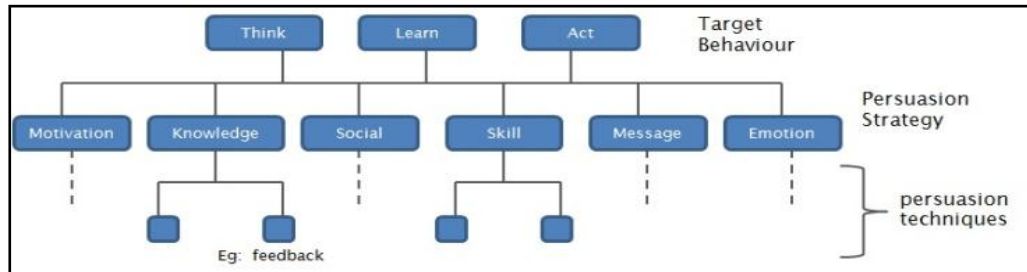 Think Learn Act
Target
Behaviour
Motivation Knowledge Social Skill Message Emotion
Persuasion
Strategy
persuasion
techniques
Eg: feedback